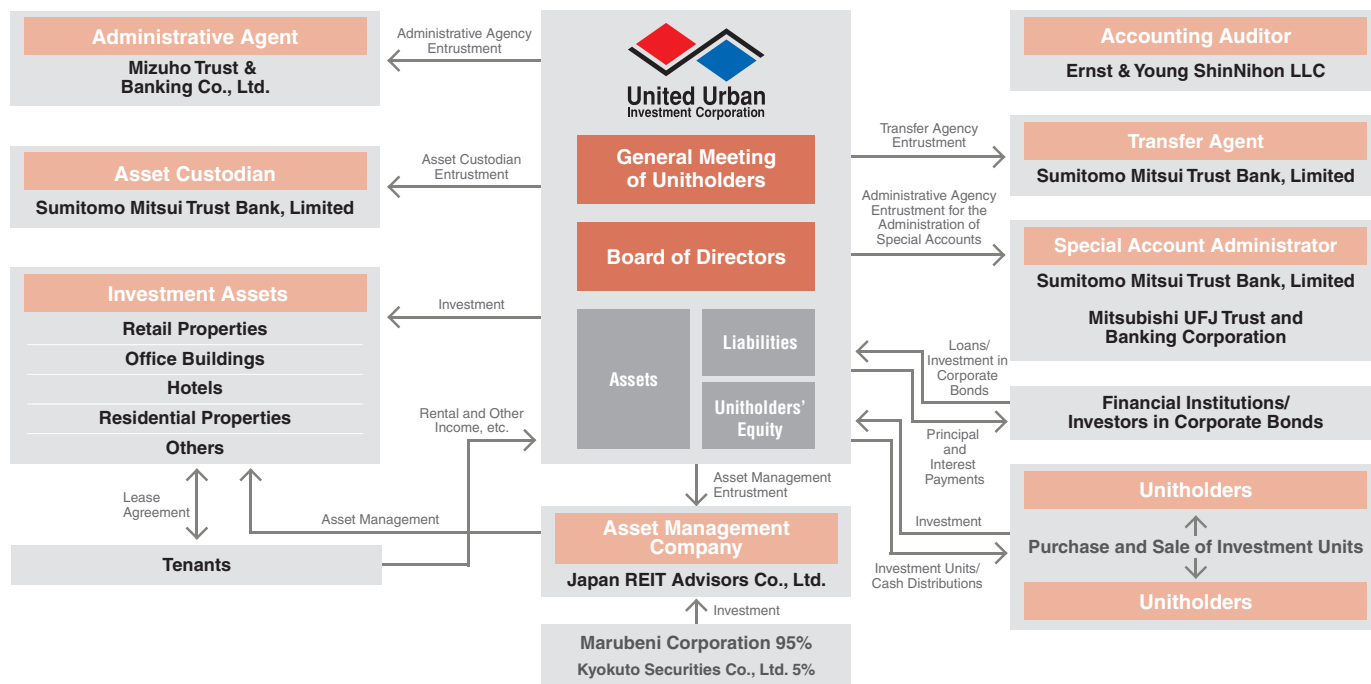 Administrative Agent
Mizuho Trust &
Banking Co., Ltd.
Administrative Agency
Entrustment
Asset Custodian
Sumitomo Mitsui Trust Bank, Limited
Asset Custodian
Entrustment
Investment Assets
Retail Properties
Office Buildings
Hotels
Residential Properties
Others
Investment
Lease
Agreement
Tenants
Rental and Other
Income, etc.
Asset Management
United Urban
Investment Corporation
General Meeting
of Unitholders
Board of Directors
Assets
Liabilities
Unitholders'
Equity
Asset Management
Entrustment
Asset Management
Company
Japan REIT Advisors Co., Ltd.
Investment
Marubeni Corporation 95%
Kyokuto Securities Co., Ltd. 5%
Accounting Auditor
Ernst & Young ShinNihon LLC
Transfer Agency
Entrustment
Transfer Agent
Sumitomo Mitsui Trust Bank, Limited
Administrative Agency
Entrustment for the
Administration of
Special Accounts
Special Account Administrator
Sumitomo Mitsui Trust Bank, Limited
Mitsubishi UFJ Trust and
Banking Corporation
Loans/
Investment in
Corporate
Bonds
Financial Institutions/
Investors in Corporate Bonds
Principal
and
Interest
Payments
Investment
Investment Units/
Cash Distributions
Unitholders
Purchase and Sale of Investment Units
Unitholders